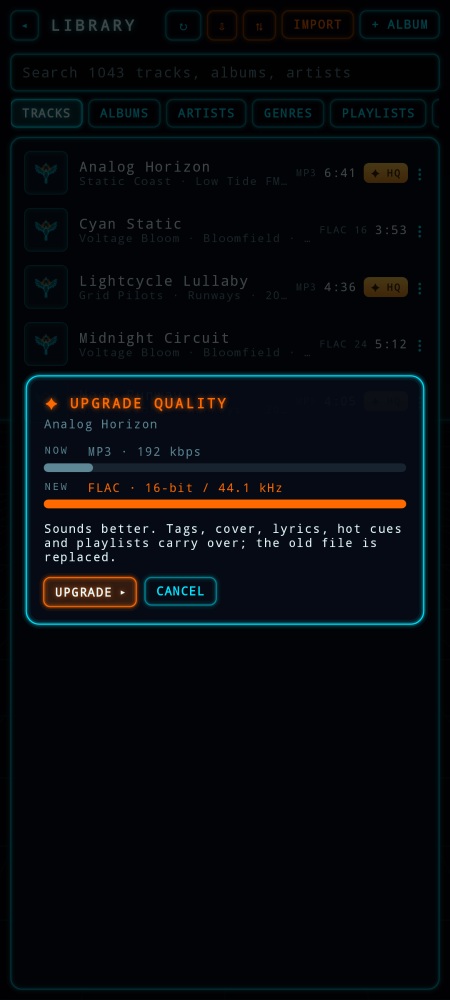 ◂ LIBRARY ↻ ⇩ ⇅ IMPORT + ALBUM
Search 1043 tracks, albums, artists
TRACKS ALBUMS ARTISTS GENRES PLAYLISTS
Analog Horizon
Static Coast · Low Tide FM… MP3 6:41 ✦ HQ
Cyan Static
Voltage Bloom · Bloomfield · … FLAC 16 3:53
Lightcycle Lullaby
Grid Pilots · Runways · 20… MP3 4:36 ✦ HQ
Midnight Circuit
Voltage Bloom · Bloomfield · … FLAC 24 5:12
✦ UPGRADE QUALITY
Analog Horizon
NOW MP3 · 192 kbps
NEW FLAC · 16-bit / 44.1 kHz
Sounds better. Tags, cover, lyrics, hot cues
and playlists carry over; the old file is
replaced.
UPGRADE ▸ CANCEL